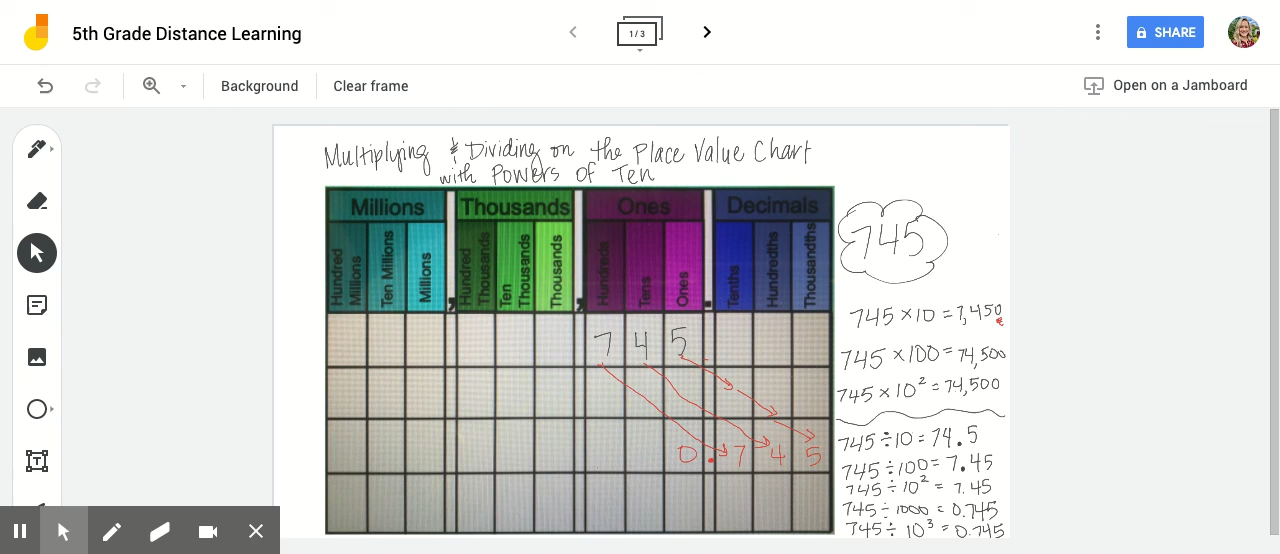 5th Grade Distance Learning
1 / 3
SHARE
Background
Clear frame
Open on a Jamboard
Multiplying & Dividing on the Place Value Chart
with Powers of Ten
Millions , Thousands , Ones . Decimals
Hundred Millions
Ten Millions
Millions
Hundred Thousands
Ten Thousands
Thousands
Hundreds
Tens
Ones
Tenths
Hundredths
Thousandths
7 4 5
0 . 7 4 5
745
745 × 10 = 7,450
745 × 100 = 74,500
745 × 10² = 74,500
745 ÷ 10 = 74.5
745 ÷ 100 = 7.45
745 ÷ 10² = 7.45
745 ÷ 1000 = 0.745
745 ÷ 10³ = 0.745